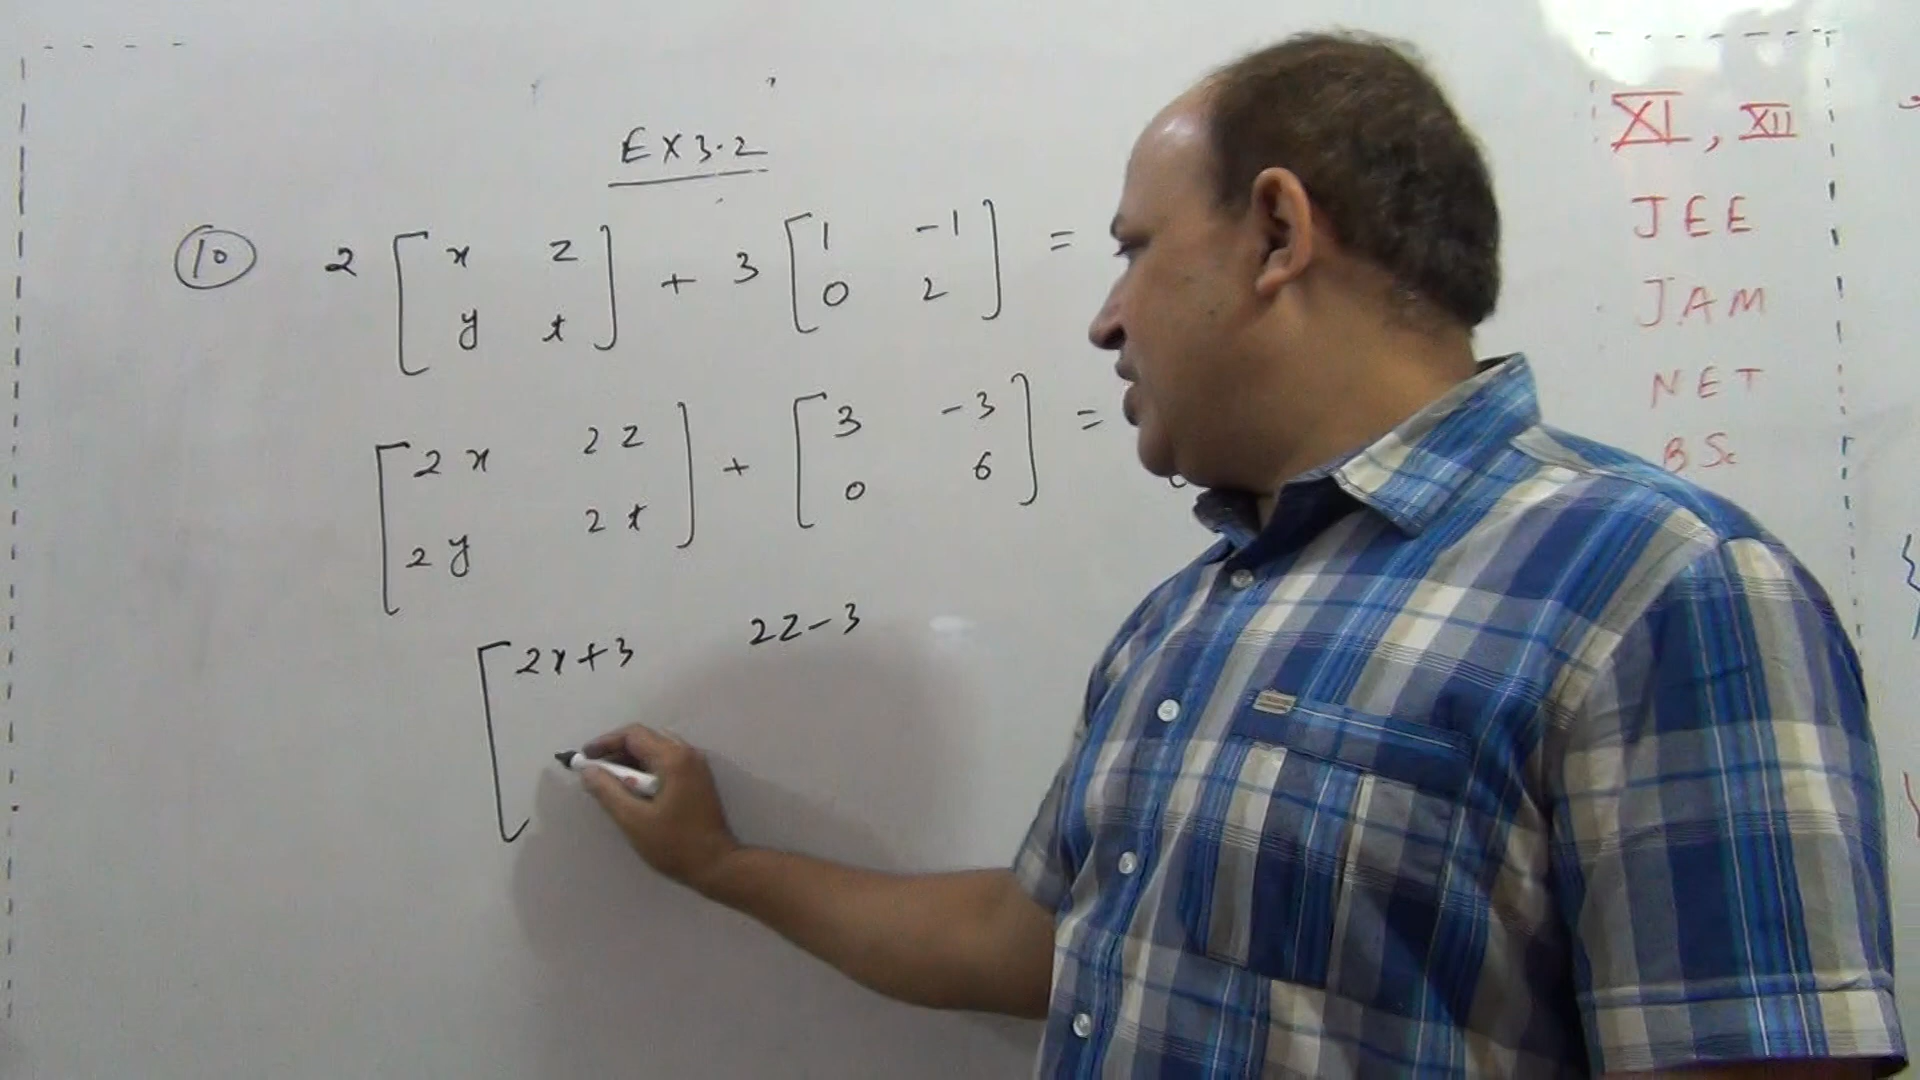 EX 3.2
10 2 [ x z ] + 3 [ 1 -1 ] =
y t 0 2
[ 2x 2z ] + [ 3 -3 ] =
2y 2t 0 6
[ 2x+3 2z-3
XI, XII
JEE
JAM
NET
BSc